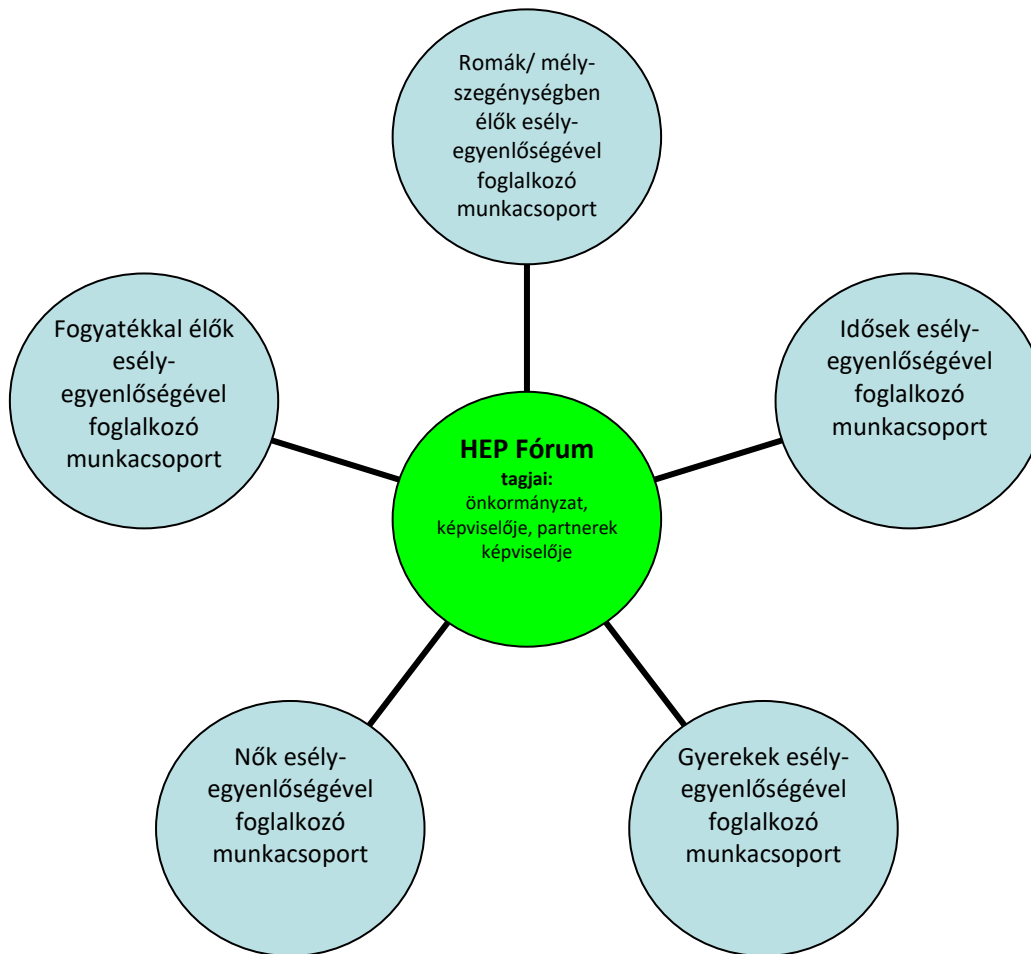 Romák/ mély-
szegénységben
élők esély-
egyenlőségével
foglalkozó
munkacsoport
Fogyatékkal élők
esély-
egyenlőségével
foglalkozó
munkacsoport
Idősek esély-
egyenlőségével
foglalkozó
munkacsoport
HEP Fórum
tagjai:
önkormányzat,
képviselője, partnerek
képviselője
Nők esély-
egyenlőségével
foglalkozó
munkacsoport
Gyerekek esély-
egyenlőségével
foglalkozó
munkacsoport